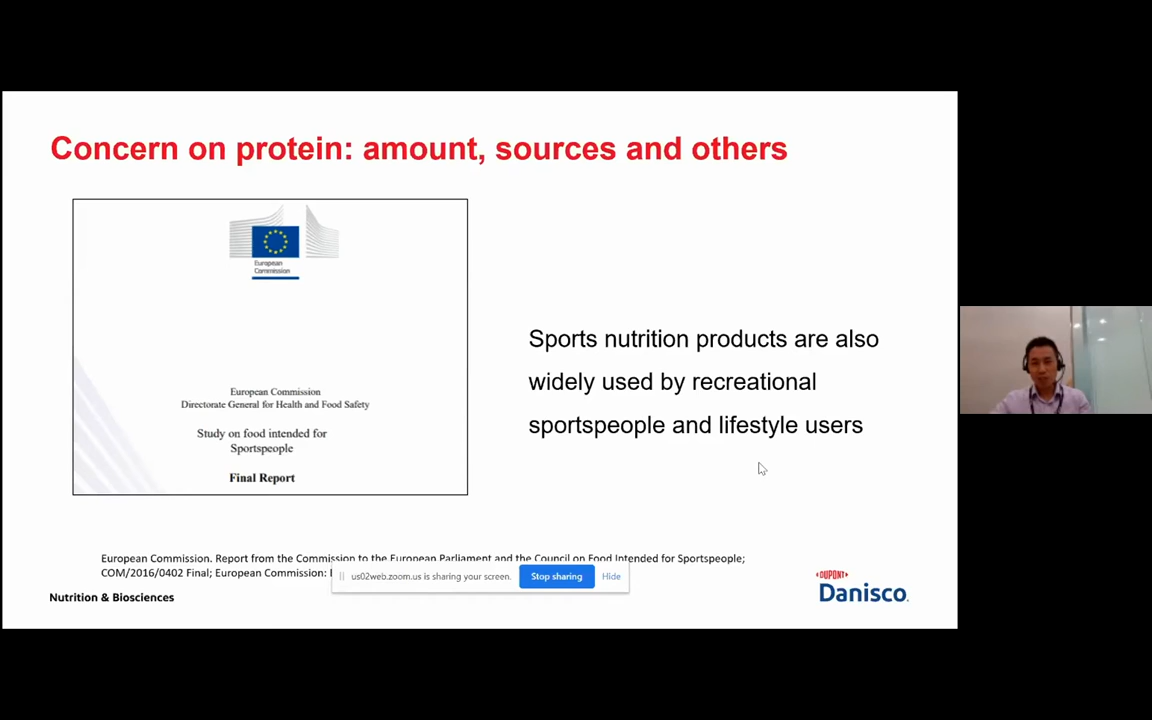 Concern on protein: amount, sources and others
European
Commission
European Commission
Directorate General for Health and Food Safety
Study on food intended for
Sportspeople
Final Report
Sports nutrition products are also
widely used by recreational
sportspeople and lifestyle users
European Commission. Report from the Commission to the European Parliament and the Council on Food Intended for Sportspeople;
COM/2016/0402 Final; European Commission:
us02web.zoom.us is sharing your screen.
Stop sharing
Hide
Nutrition & Biosciences
DUPONT
Danisco.